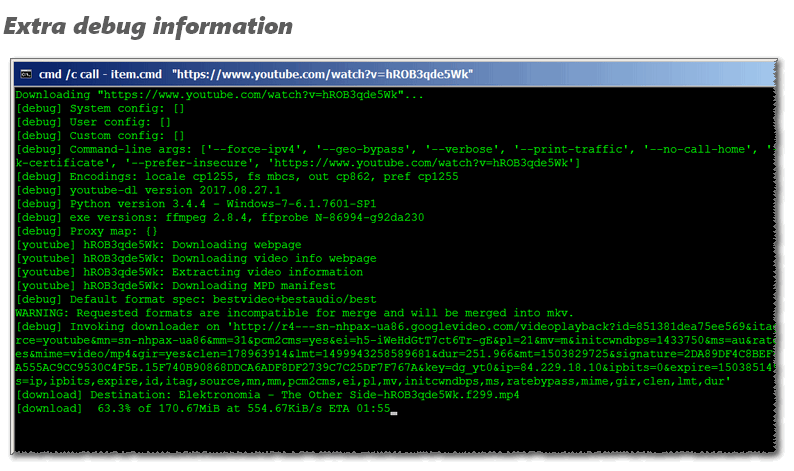 Extra debug information
cmd /c call - item.cmd "https://www.youtube.com/watch?v=hROB3qde5Wk"
Downloading "https://www.youtube.com/watch?v=hROB3qde5Wk"...
[debug] System config: []
[debug] User config: []
[debug] Custom config: []
[debug] Command-line args: ['--force-ipv4', '--geo-bypass', '--verbose', '--print-traffic', '--no-call-home', '
k-certificate', '--prefer-insecure', 'https://www.youtube.com/watch?v=hROB3qde5Wk']
[debug] Encodings: locale cp1255, fs mbcs, out cp862, pref cp1255
[debug] youtube-dl version 2017.08.27.1
[debug] Python version 3.4.4 - Windows-7-6.1.7601-SP1
[debug] exe versions: ffmpeg 2.8.4, ffprobe N-86994-g92da230
[debug] Proxy map: {}
[youtube] hROB3qde5Wk: Downloading webpage
[youtube] hROB3qde5Wk: Downloading video info webpage
[youtube] hROB3qde5Wk: Extracting video information
[youtube] hROB3qde5Wk: Downloading MPD manifest
[debug] Default format spec: bestvideo+bestaudio/best
WARNING: Requested formats are incompatible for merge and will be merged into mkv.
[debug] Invoking downloader on 'http://r4---sn-nhpax-ua86.googlevideo.com/videoplayback?id=851381dea75ee569&ita
rce=youtube&mn=sn-nhpax-ua86&mm=31&pcm2cms=yes&ei=h5-iWeHdGtT7ct6Tr-gE&pl=21&mv=m&initcwndbps=1433750&ms=au&rat
es&mime=video/mp4&gir=yes&clen=178963914&lmt=1499943258589681&dur=251.966&mt=1503829725&signature=2DA89DF4C8BEF
A555AC9CC9530C4F5E.15F740B90868DDCA6ADF8DF2739C7C25DF7F767A&key=dg_yt0&ip=84.229.18.10&ipbits=0&expire=15038514
s=ip,ipbits,expire,id,itag,source,mn,mm,pcm2cms,ei,pl,mv,initcwndbps,ms,ratebypass,mime,gir,clen,lmt,dur'
[download] Destination: Elektronomia - The Other Side-hROB3qde5Wk.f299.mp4
[download]  63.3% of 170.67MiB at 554.67KiB/s ETA 01:55